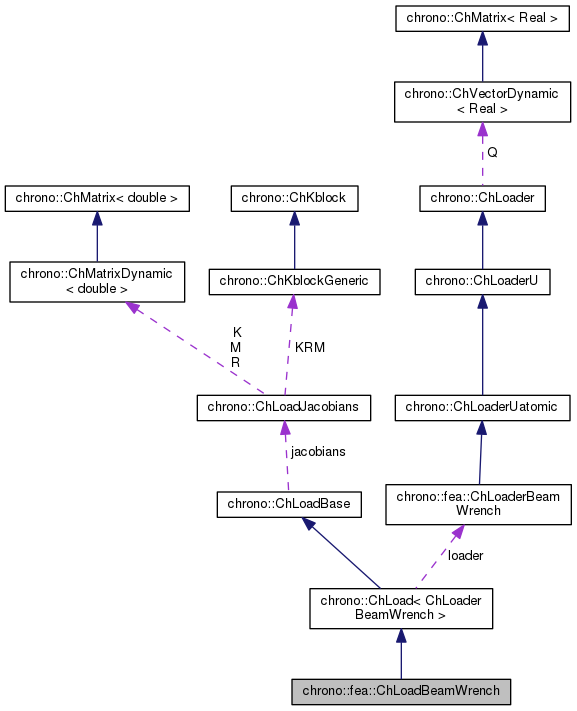 chrono::ChMatrix< Real >
chrono::ChVectorDynamic
< Real >
Q
chrono::ChMatrix< double >
chrono::ChKblock
chrono::ChLoader
chrono::ChMatrixDynamic
< double >
chrono::ChKblockGeneric
chrono::ChLoaderU
K
M
R
KRM
chrono::ChLoadJacobians
chrono::ChLoaderUatomic
jacobians
chrono::ChLoadBase
chrono::fea::ChLoaderBeam
Wrench
loader
chrono::ChLoad< ChLoader
BeamWrench >
chrono::fea::ChLoadBeamWrench